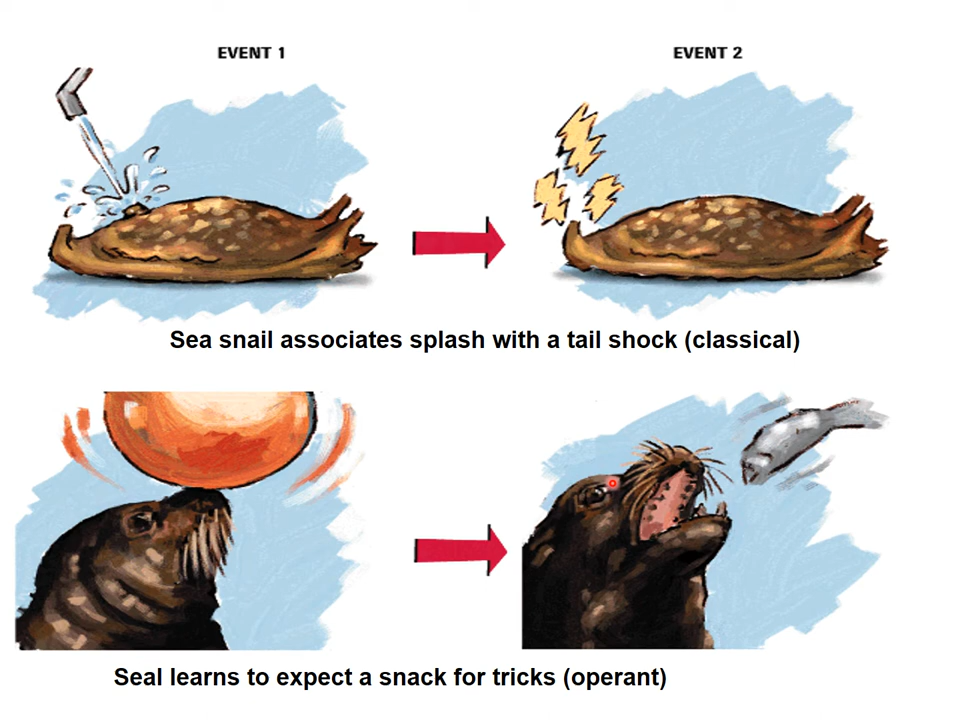 EVENT 1
EVENT 2
Sea snail associates splash with a tail shock (classical)
Seal learns to expect a snack for tricks (operant)